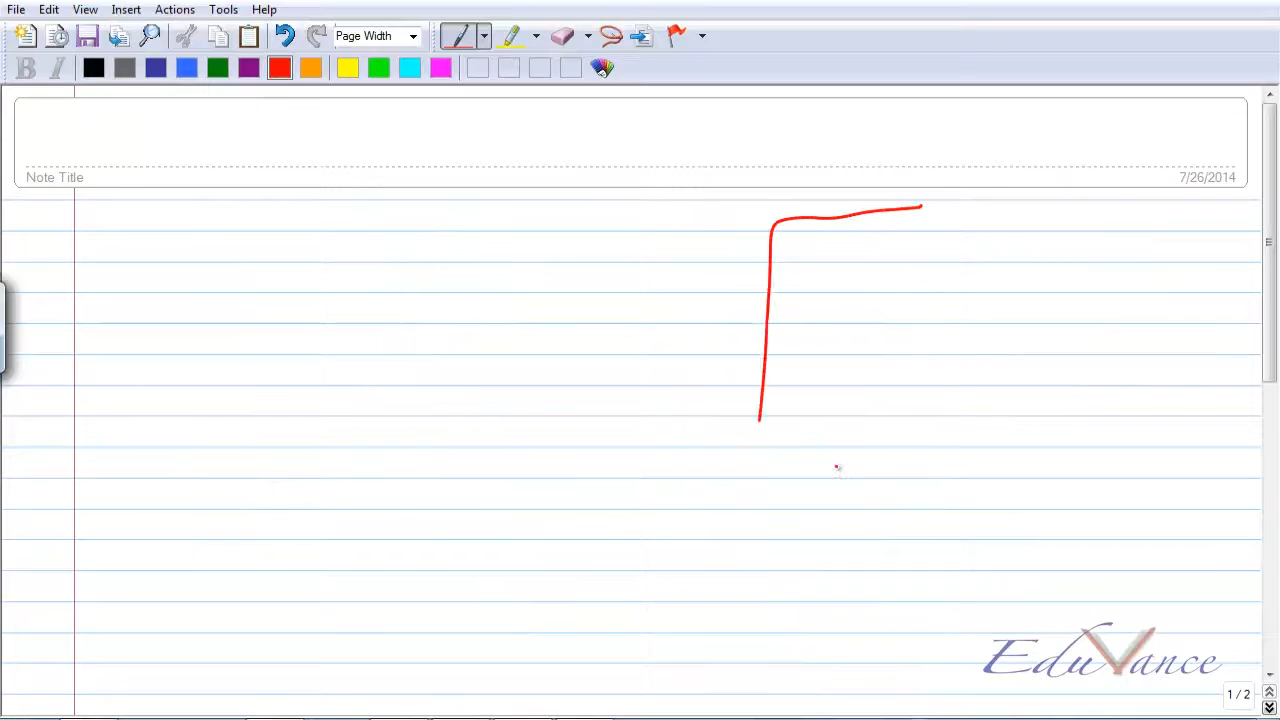 File Edit View Insert Actions Tools Help
Page Width
B I
Note Title 7/26/2014
EduVance
1 / 2